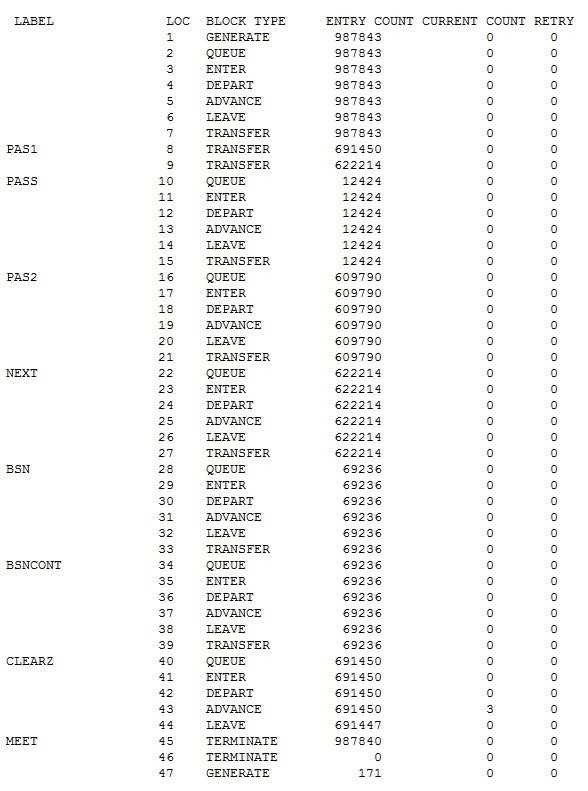 LABEL LOC BLOCK TYPE ENTRY COUNT CURRENT COUNT RETRY
1 GENERATE 987843 0 0
2 QUEUE 987843 0 0
3 ENTER 987843 0 0
4 DEPART 987843 0 0
5 ADVANCE 987843 0 0
6 LEAVE 987843 0 0
7 TRANSFER 987843 0 0
PAS1 8 TRANSFER 691450 0 0
9 TRANSFER 622214 0 0
PASS 10 QUEUE 12424 0 0
11 ENTER 12424 0 0
12 DEPART 12424 0 0
13 ADVANCE 12424 0 0
14 LEAVE 12424 0 0
15 TRANSFER 12424 0 0
PAS2 16 QUEUE 609790 0 0
17 ENTER 609790 0 0
18 DEPART 609790 0 0
19 ADVANCE 609790 0 0
20 LEAVE 609790 0 0
21 TRANSFER 609790 0 0
NEXT 22 QUEUE 622214 0 0
23 ENTER 622214 0 0
24 DEPART 622214 0 0
25 ADVANCE 622214 0 0
26 LEAVE 622214 0 0
27 TRANSFER 622214 0 0
BSN 28 QUEUE 69236 0 0
29 ENTER 69236 0 0
30 DEPART 69236 0 0
31 ADVANCE 69236 0 0
32 LEAVE 69236 0 0
33 TRANSFER 69236 0 0
BSNCONT 34 QUEUE 69236 0 0
35 ENTER 69236 0 0
36 DEPART 69236 0 0
37 ADVANCE 69236 0 0
38 LEAVE 69236 0 0
39 TRANSFER 69236 0 0
CLEARZ 40 QUEUE 691450 0 0
41 ENTER 691450 0 0
42 DEPART 691450 0 0
43 ADVANCE 691450 3 0
44 LEAVE 691447 0 0
MEET 45 TERMINATE 987840 0 0
46 TERMINATE 0 0 0
47 GENERATE 171 0 0